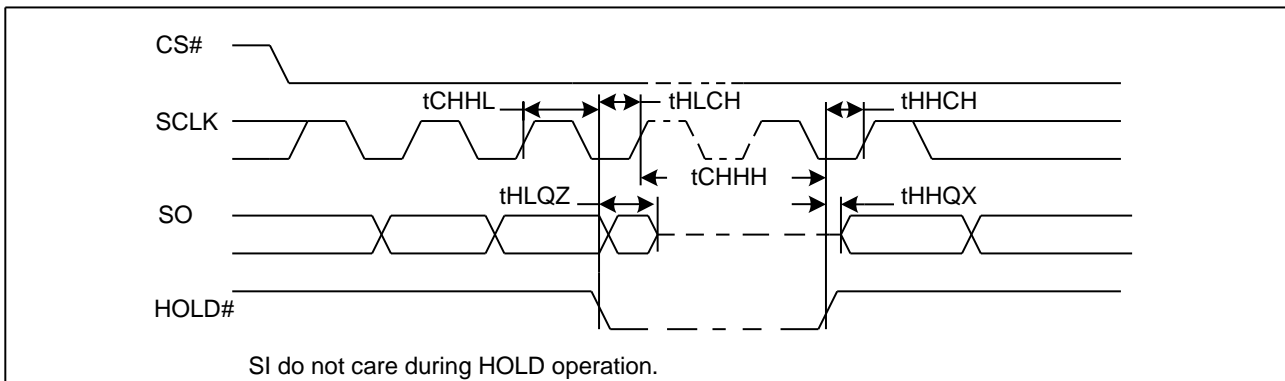 CS#
tCHHL
tHLCH
tHHCH
SCLK
tCHHH
tHLQZ
tHHQX
SO
HOLD#
SI do not care during HOLD operation.